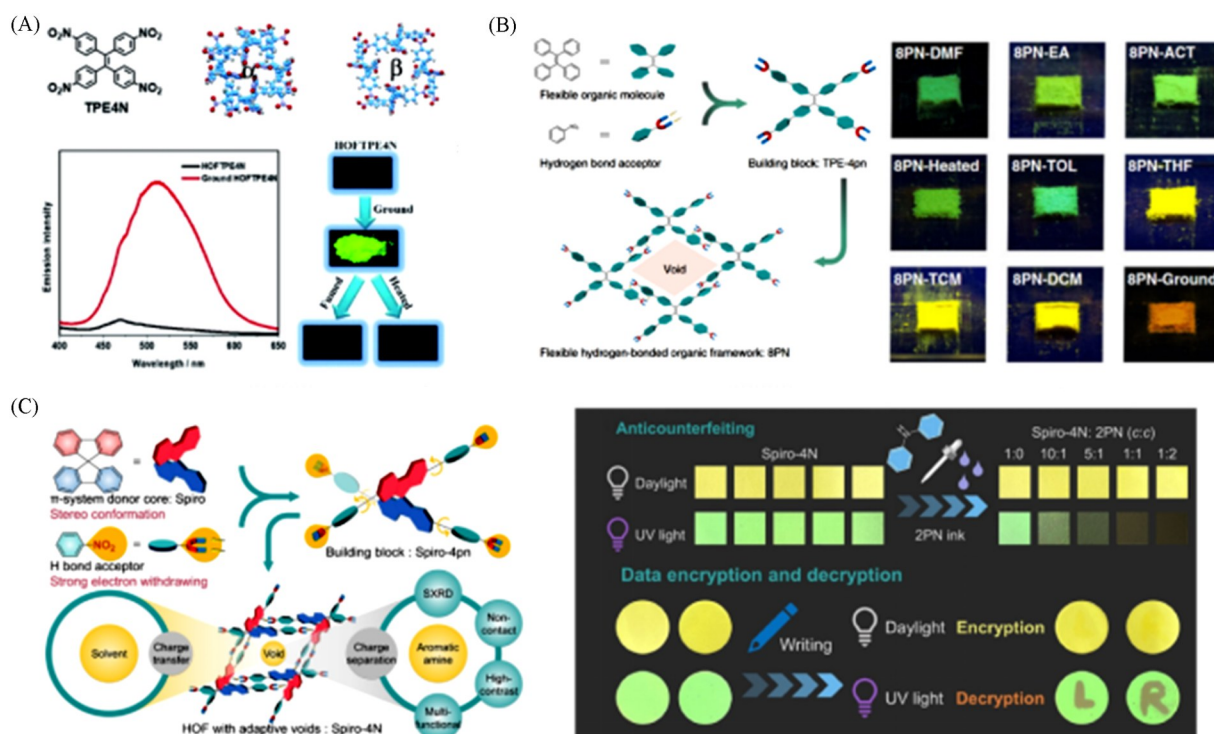 (A)
NO₂
NO₂
NO₂
NO₂
TPE4N
α
β
HOFTPE4N
Ground HOFTPE4N
Emission Intensity
400 450 500 550 600 650
Wavelength / nm
HOFTPE4N
Ground
Fumed
Heated
(B)
Flexible organic molecule
Hydrogen bond acceptor
Building block: TPE-4pn
Void
Flexible hydrogen-bonded organic framework: 8PN
8PN-DMF
8PN-EA
8PN-ACT
8PN-Heated
8PN-TOL
8PN-THF
8PN-TCM
8PN-DCM
8PN-Ground
(C)
π-system donor core: Spiro
Stereo conformation
NO₂
H bond acceptor
Strong electron withdrawing
Building block : Spiro-4pn
Solvent
Charge
transfer
Void
Charge
separation
SXRD
Non-
contact
Aromatic
amine
High-
contrast
Multi-
functional
HOF with adaptive voids : Spiro-4N
Anticounterfeiting
Spiro-4N
Spiro-4N: 2PN (c:c)
1:0 10:1 5:1 1:1 1:2
Daylight
UV light
2PN ink
Data encryption and decryption
Writing
Daylight Encryption
UV light Decryption
L R